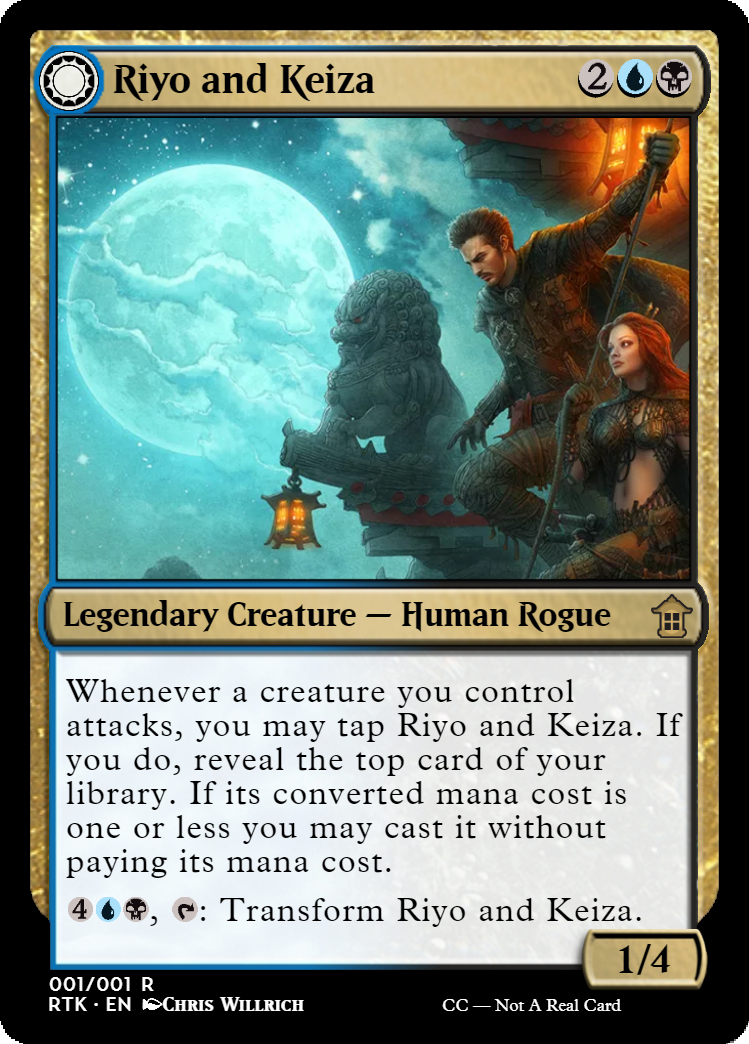 Riyo and Keiza
2
Legendary Creature — Human Rogue
Whenever a creature you control
attacks, you may tap Riyo and Keiza. If
you do, reveal the top card of your
library. If its converted mana cost is
one or less you may cast it without
paying its mana cost.
4, : Transform Riyo and Keiza.
1/4
001/001 R
RTK · EN Chris Willrich
CC — Not A Real Card